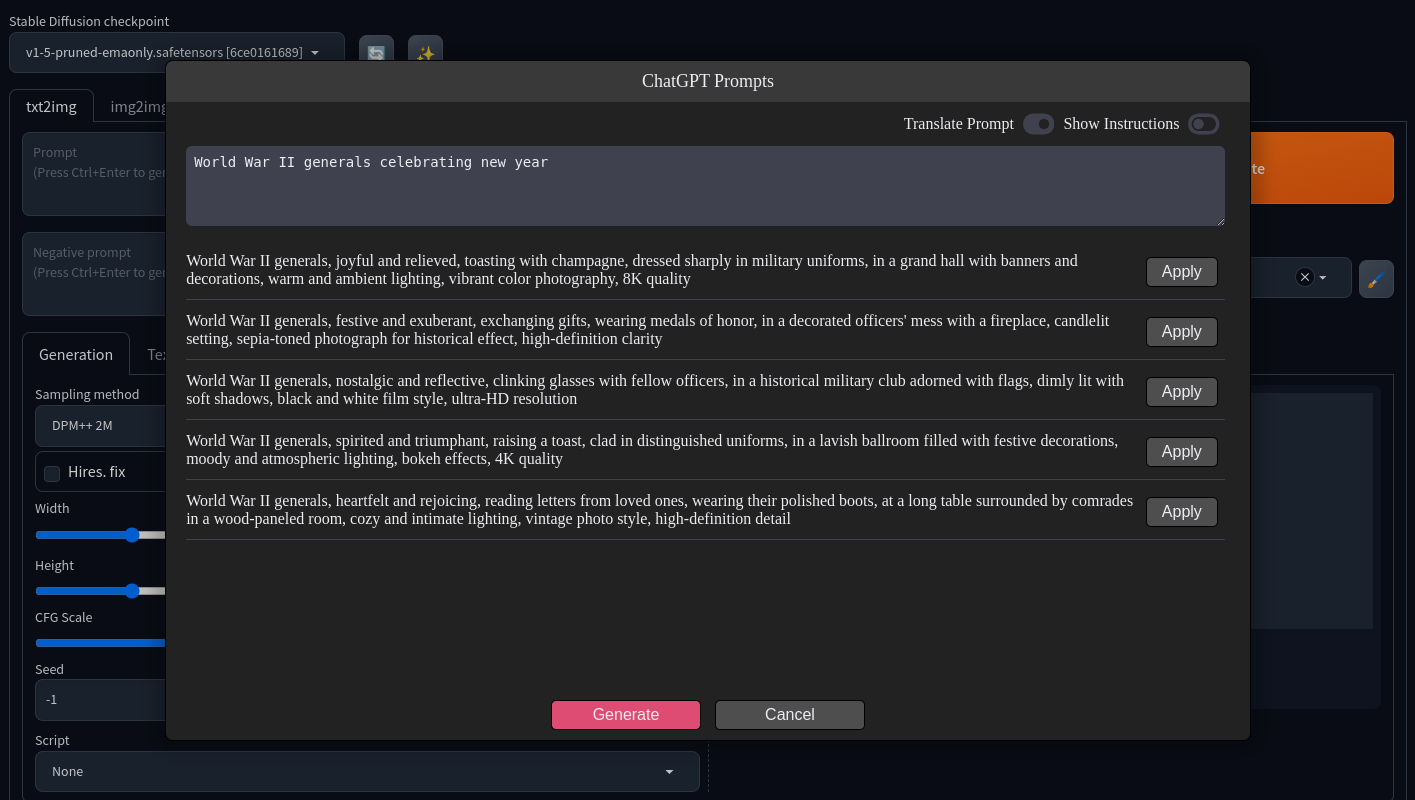 Stable Diffusion checkpoint
v1-5-pruned-emaonly.safetensors [6ce0161689]
ChatGPT Prompts
txt2img img2img
Translate Prompt Show Instructions
Prompt
(Press Ctrl+Enter to
World War II generals celebrating new year
Negative prompt
(Press Ctrl+Enter to
World War II generals, joyful and relieved, toasting with champagne, dressed sharply in military uniforms, in a grand hall with banners and
decorations, warm and ambient lighting, vibrant color photography, 8K quality
Apply
World War II generals, festive and exuberant, exchanging gifts, wearing medals of honor, in a decorated officers' mess with a fireplace, candlelit
setting, sepia-toned photograph for historical effect, high-definition clarity
Apply
World War II generals, nostalgic and reflective, clinking glasses with fellow officers, in a historical military club adorned with flags, dimly lit with
soft shadows, black and white film style, ultra-HD resolution
Apply
World War II generals, spirited and triumphant, raising a toast, clad in distinguished uniforms, in a lavish ballroom filled with festive decorations,
moody and atmospheric lighting, bokeh effects, 4K quality
Apply
World War II generals, heartfelt and rejoicing, reading letters from loved ones, wearing their polished boots, at a long table surrounded by comrades
in a wood-paneled room, cozy and intimate lighting, vintage photo style, high-definition detail
Apply
Generate Cancel
Generation
Sampling method
DPM++ 2M
Hires. fix
Width
Height
CFG Scale
Seed
-1
Script
None